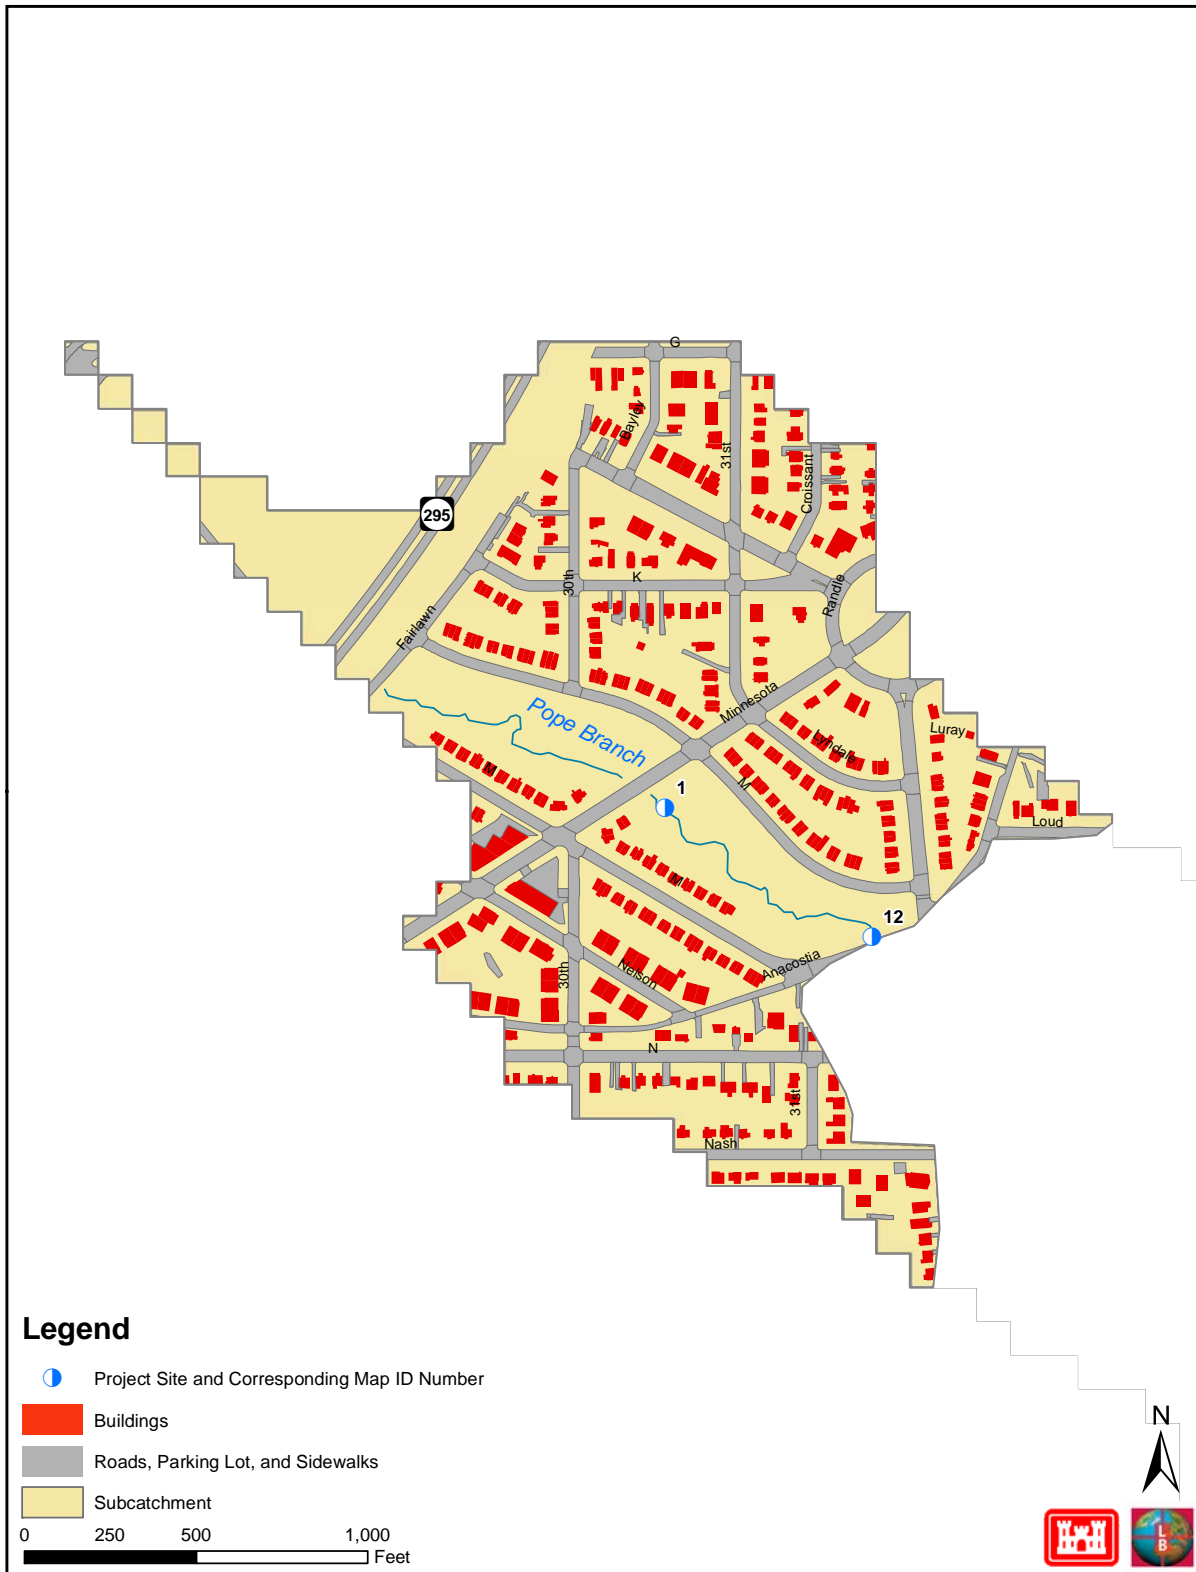 G
Bayley
31st
Croissant
295
30th
K
Randle
Fairlawn
Pope Branch
Minnesota
Lyndale
Luray
M
M
1
Loud
M
12
Anacostia
Nelson
30th
N
31st
Nash
Legend
Project Site and Corresponding Map ID Number
Buildings
Roads, Parking Lot, and Sidewalks
Subcatchment
0 250 500 1,000
Feet
N
L
B